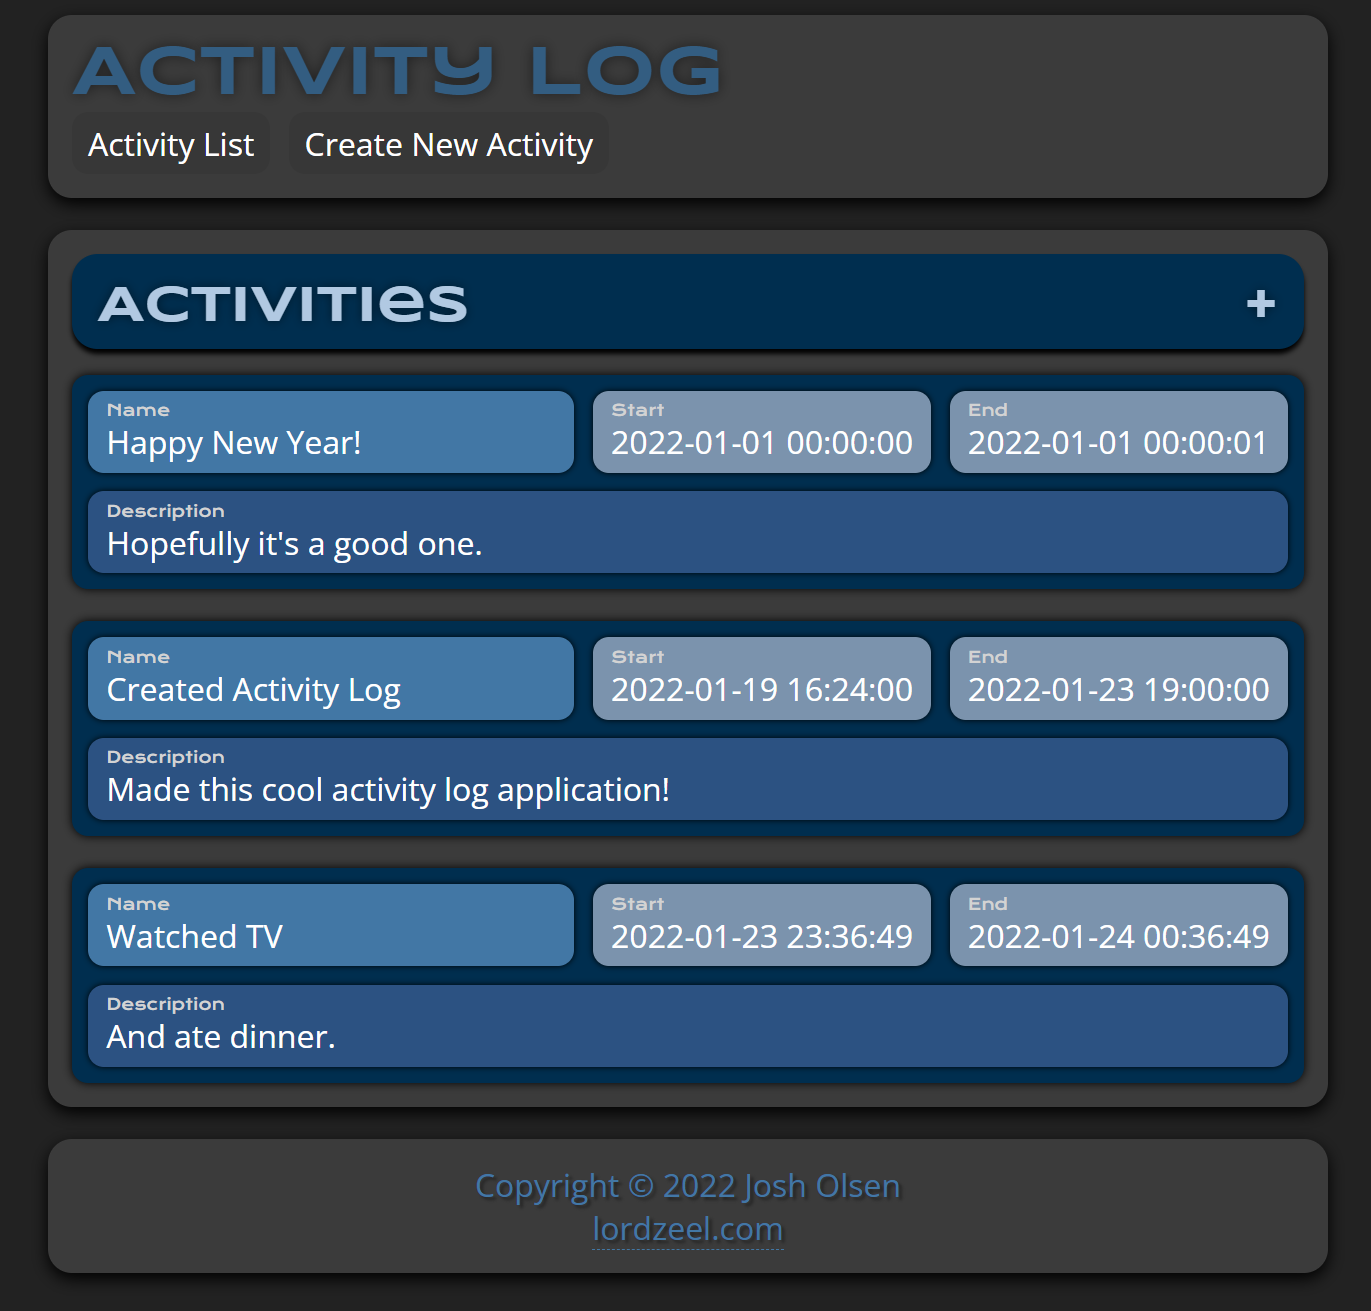 ACTIVITY LOG
Activity List Create New Activity
ACTIVITIES +
Name Start End
Happy New Year! 2022-01-01 00:00:00 2022-01-01 00:00:01
Description
Hopefully it's a good one.
Name Start End
Created Activity Log 2022-01-19 16:24:00 2022-01-23 19:00:00
Description
Made this cool activity log application!
Name Start End
Watched TV 2022-01-23 23:36:49 2022-01-24 00:36:49
Description
And ate dinner.
Copyright © 2022 Josh Olsen
lordzeel.com